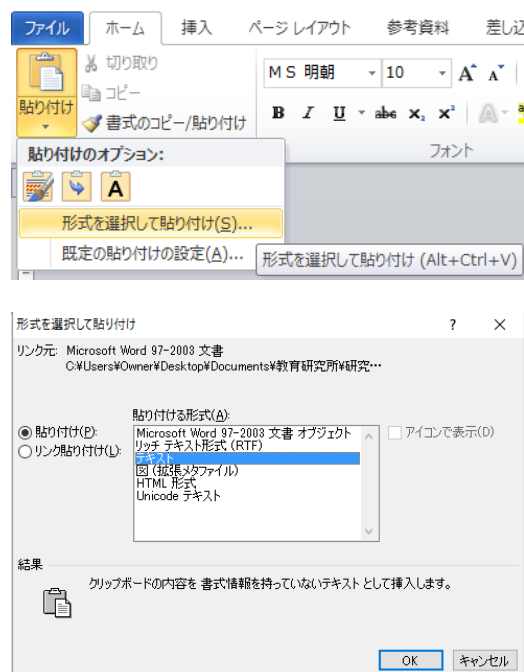 ファイル ホーム 挿入 ページ レイアウト 参考資料 差し込
切り取り
コピー
貼り付け
書式のコピー/貼り付け
MS 明朝 10 A A
B I U abc x₂ x² A
フォント
貼り付けのオプション:
A
形式を選択して貼り付け(S)...
既定の貼り付けの設定(A)...
形式を選択して貼り付け (Alt+Ctrl+V)
形式を選択して貼り付け ? ×
リンク元: Microsoft Word 97-2003 文書
C:¥Users¥Owner¥Desktop¥Documents¥教育研究所¥研究…
貼り付ける形式(A):
貼り付け(P):
リンク貼り付け(L):
Microsoft Word 97-2003 文書 オブジェクト
リッチ テキスト形式 (RTF)
テキスト
図 (拡張メタファイル)
HTML 形式
Unicode テキスト
アイコンで表示(D)
結果
クリップボードの内容を 書式情報を持っていないテキスト として挿入します。
OK キャンセル